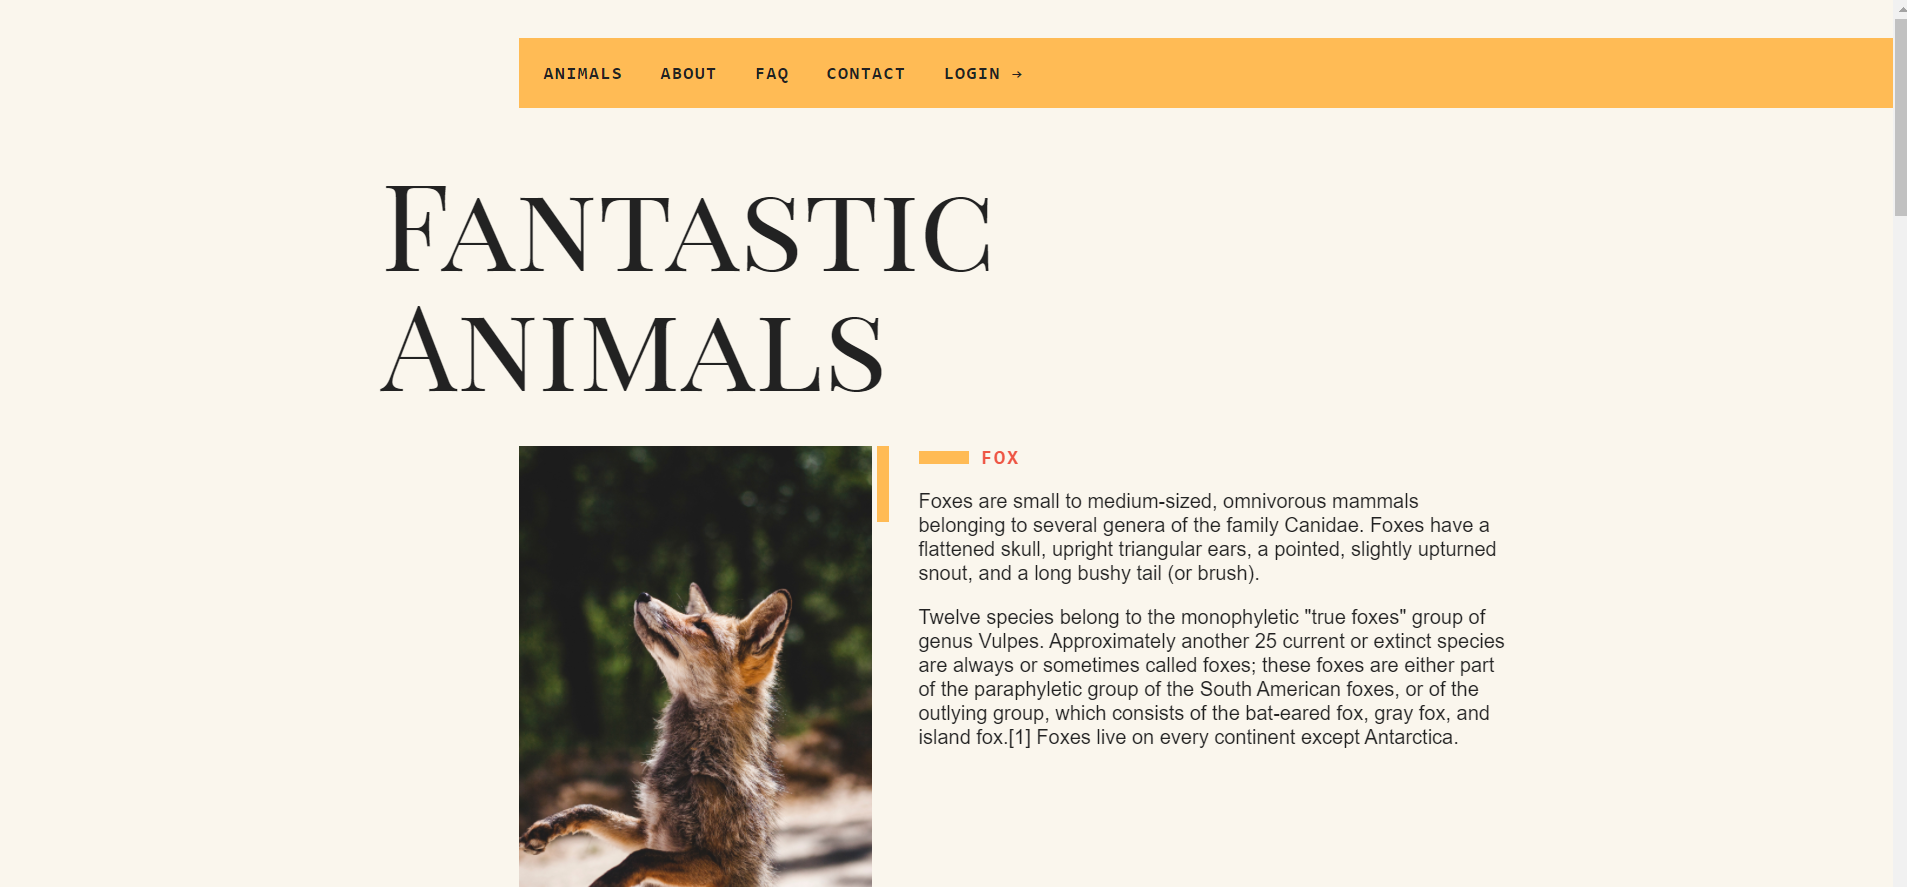 ANIMALS ABOUT FAQ CONTACT LOGIN →
FANTASTIC
ANIMALS
FOX
Foxes are small to medium-sized, omnivorous mammals
belonging to several genera of the family Canidae. Foxes have a
flattened skull, upright triangular ears, a pointed, slightly upturned
snout, and a long bushy tail (or brush).
Twelve species belong to the monophyletic "true foxes" group of
genus Vulpes. Approximately another 25 current or extinct species
are always or sometimes called foxes; these foxes are either part
of the paraphyletic group of the South American foxes, or of the
outlying group, which consists of the bat-eared fox, gray fox, and
island fox.[1] Foxes live on every continent except Antarctica.